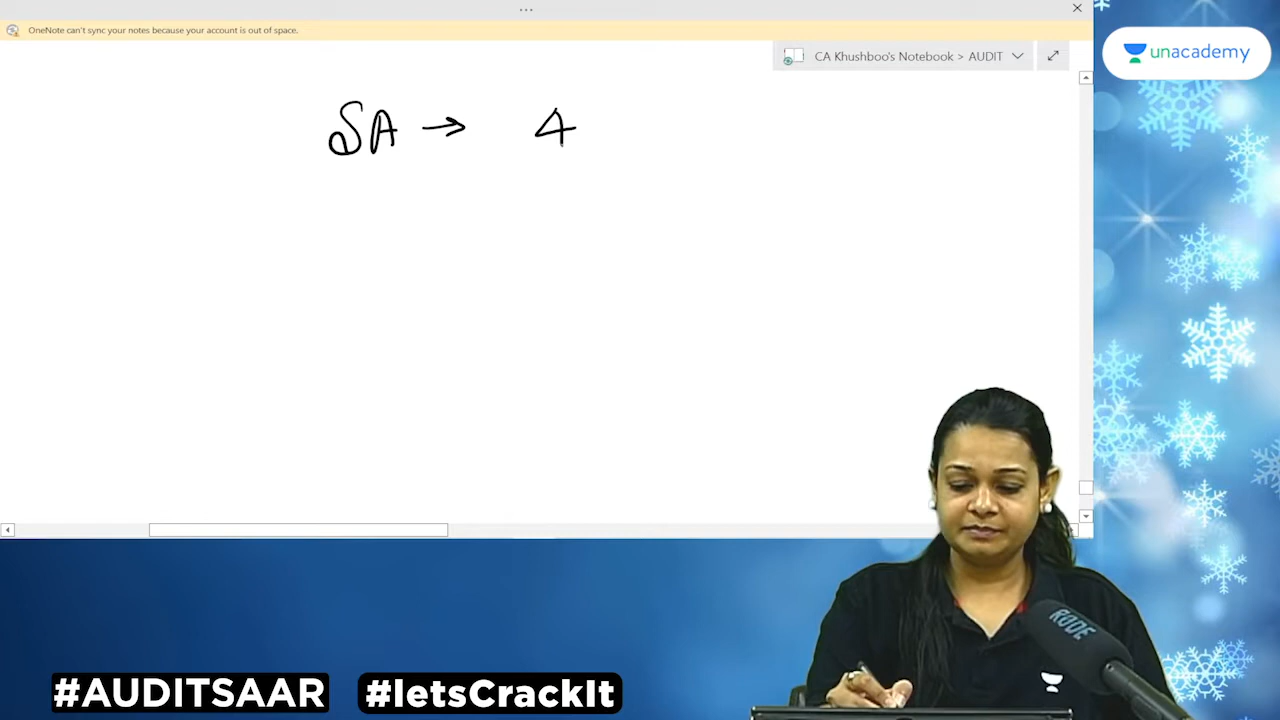 ...
OneNote can't sync your notes because your account is out of space.
unacademy
CA Khushboo's Notebook > AUDIT
SA → 4
RODE
#AUDITSAAR #letsCrackIt